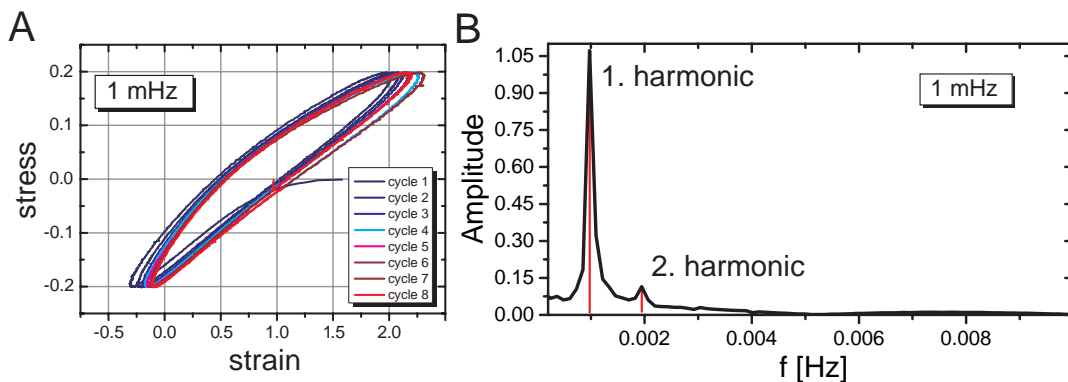 A
1 mHz
stress
0.2
0.1
0.0
-0.1
-0.2
cycle 1
cycle 2
cycle 3
cycle 4
cycle 5
cycle 6
cycle 7
cycle 8
-0.5 0.0 0.5 1.0 1.5 2.0
strain
B
1. harmonic
1 mHz
2. harmonic
Amplitude
1.05
0.90
0.75
0.60
0.45
0.30
0.15
0.00
0.002 0.004 0.006 0.008
f [Hz]